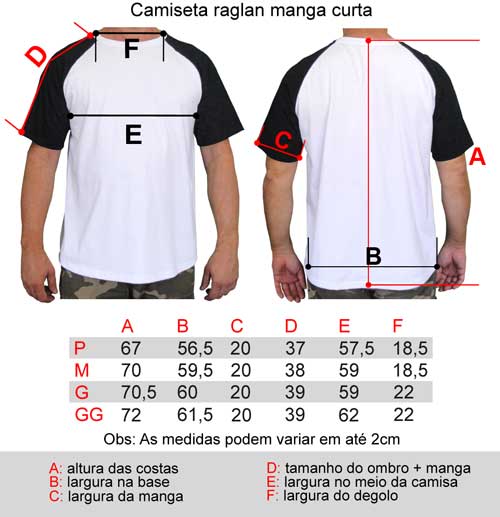 Camiseta raglan manga curta
D
F
E
C
A
B
A B C D E F
P 67 56,5 20 37 57,5 18,5
M 70 59,5 20 38 59 18,5
G 70,5 60 20 39 59 22
GG 72 61,5 20 39 62 22
Obs: As medidas podem variar em até 2cm
A: altura das costas
B: largura na base
C: largura da manga
D: tamanho do ombro + manga
E: largura no meio da camisa
F: largura do degolo